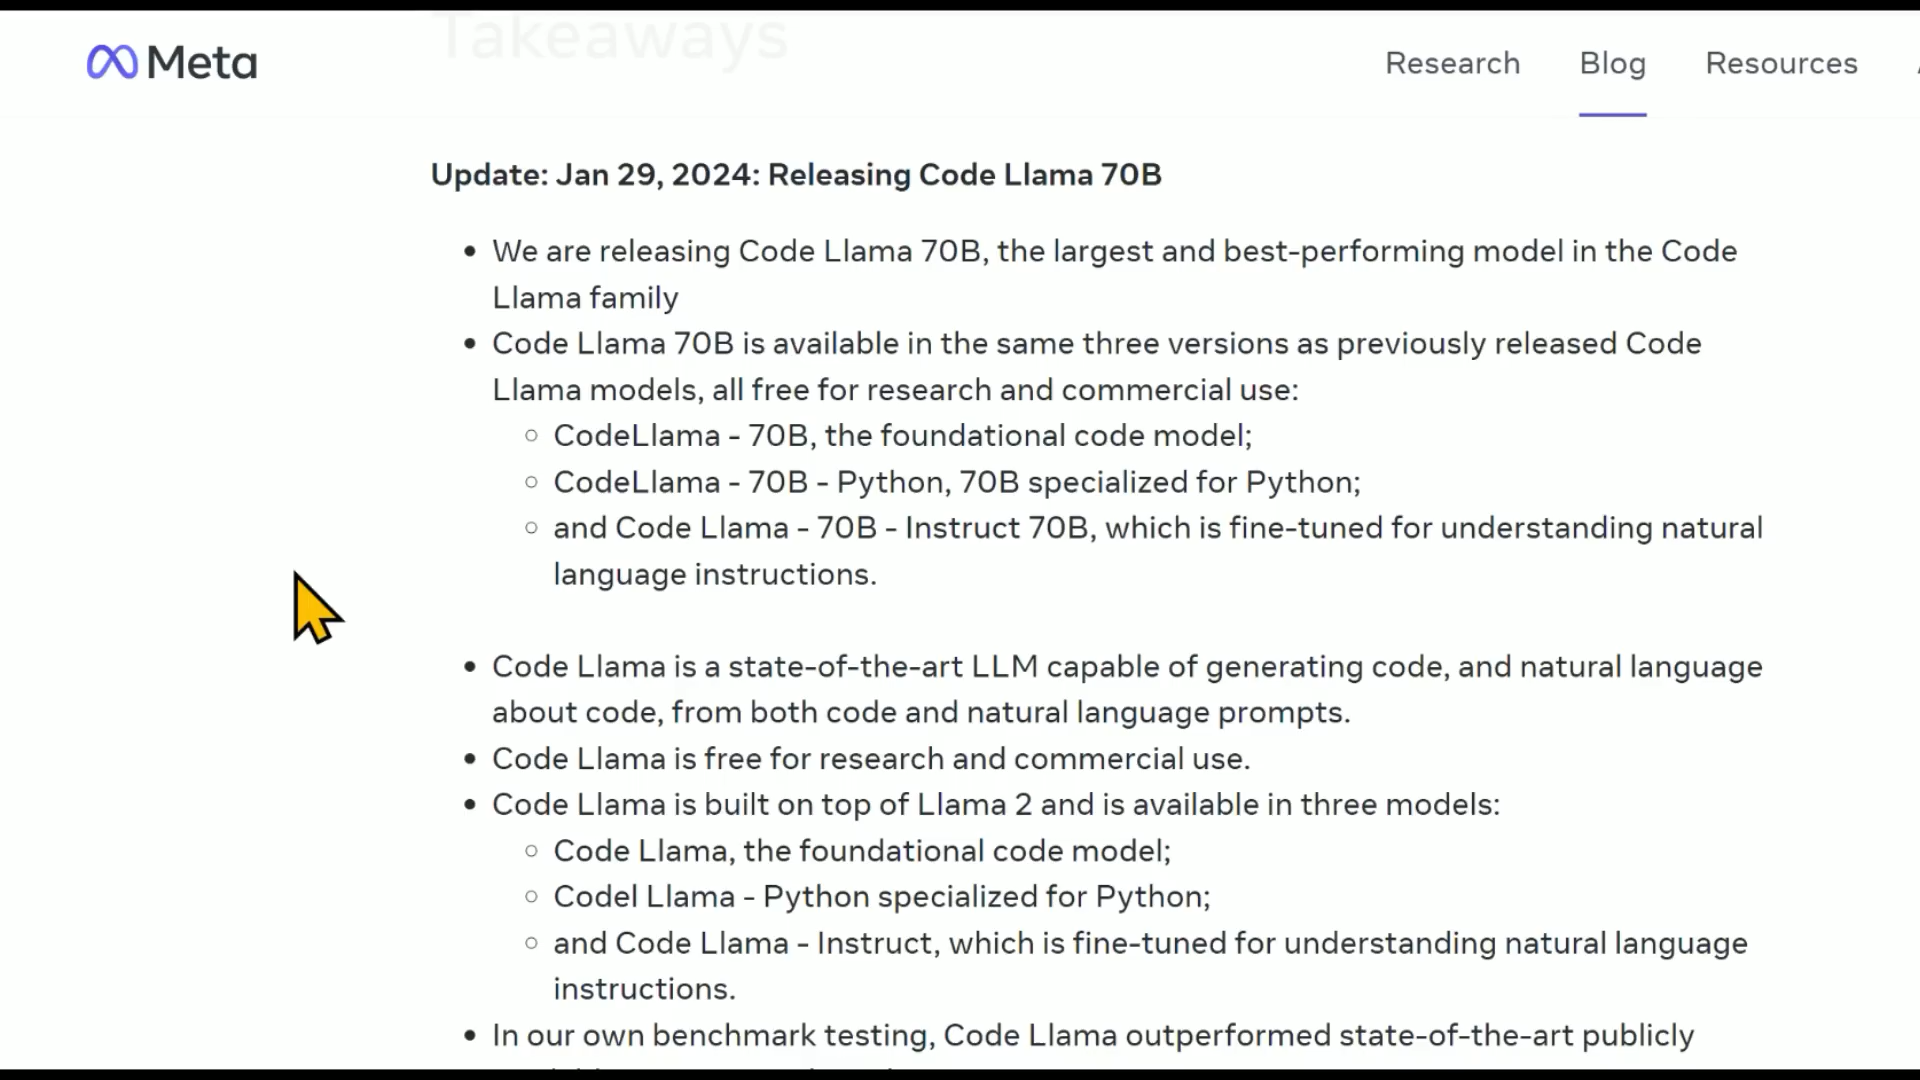 Takeaways
Meta
Research
Blog
Resources
Update: Jan 29, 2024: Releasing Code Llama 70B
• We are releasing Code Llama 70B, the largest and best-performing model in the Code
Llama family
• Code Llama 70B is available in the same three versions as previously released Code
Llama models, all free for research and commercial use:
○ CodeLlama - 70B, the foundational code model;
○ CodeLlama - 70B - Python, 70B specialized for Python;
○ and Code Llama - 70B - Instruct 70B, which is fine-tuned for understanding natural
language instructions.
• Code Llama is a state-of-the-art LLM capable of generating code, and natural language
about code, from both code and natural language prompts.
• Code Llama is free for research and commercial use.
• Code Llama is built on top of Llama 2 and is available in three models:
○ Code Llama, the foundational code model;
○ Codel Llama - Python specialized for Python;
○ and Code Llama - Instruct, which is fine-tuned for understanding natural language
instructions.
• In our own benchmark testing, Code Llama outperformed state-of-the-art publicly